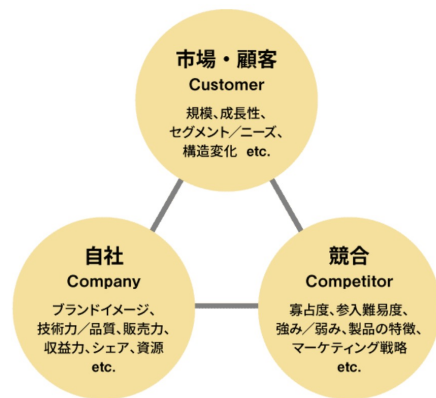 市場・顧客
Customer
規模、成長性、
セグメント／ニーズ、
構造変化 etc.
自社
Company
ブランドイメージ、
技術力／品質、販売力、
収益力、シェア、資源
etc.
競合
Competitor
寡占度、参入難易度、
強み／弱み、製品の特徴、
マーケティング戦略
etc.